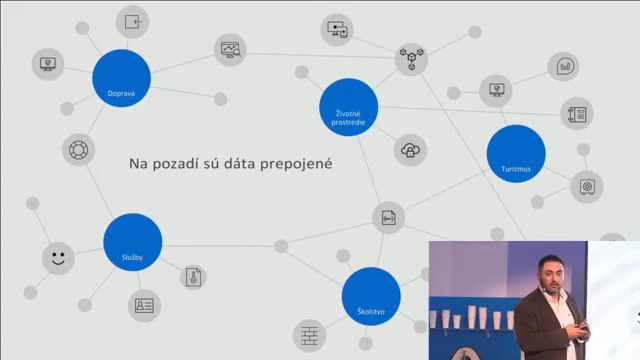 Doprava
Životné
prostredie
Na pozadí sú dáta prepojené
Turizmus
Služby
Školstvo